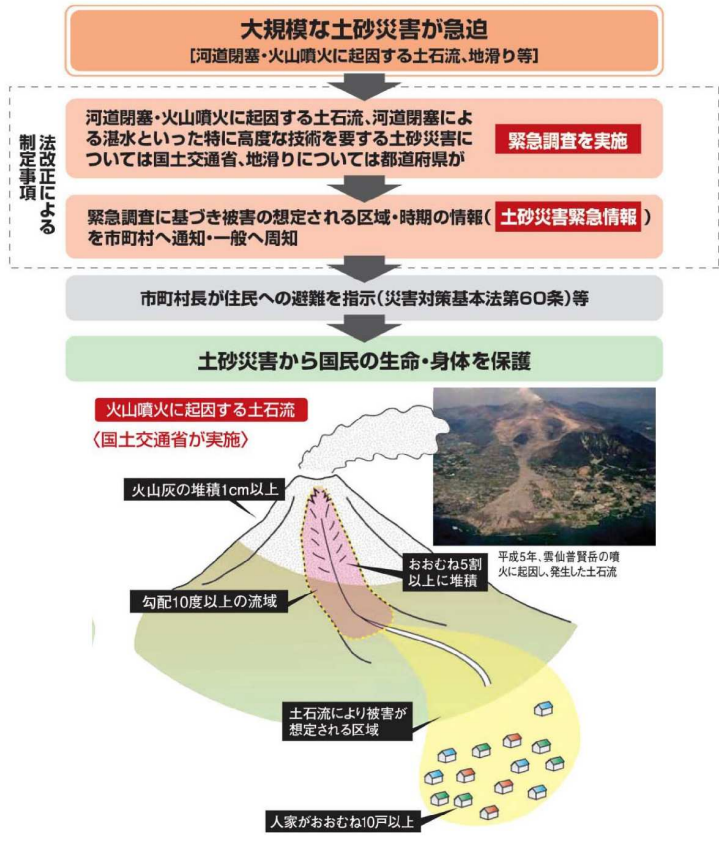 大規模な土砂災害が急迫
[河道閉塞・火山噴火に起因する土石流、地滑り等]
法改正による
制定事項
河道閉塞・火山噴火に起因する土石流、河道閉塞によ
る湛水といった特に高度な技術を要する土砂災害に
ついては国土交通省、地滑りについては都道府県が
緊急調査を実施
緊急調査に基づき被害の想定される区域・時期の情報(土砂災害緊急情報)
を市町村へ通知・一般へ周知
市町村長が住民への避難を指示(災害対策基本法第60条)等
土砂災害から国民の生命・身体を保護
火山噴火に起因する土石流
〈国土交通省が実施〉
火山灰の堆積1cm以上
おおむね5割
以上に堆積
平成5年、雲仙普賢岳の噴
火に起因し、発生した土石流
勾配10度以上の流域
土石流により被害が
想定される区域
人家がおおむね10戸以上